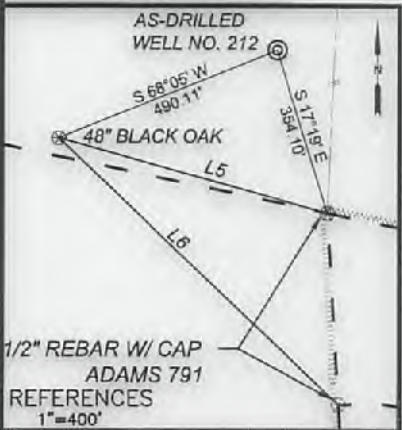 AS-DRILLED
WELL NO. 212
N
S 68°05' W
490.11'
S 17°19' E
354.10'
48" BLACK OAK
L5
L6
1/2" REBAR W/ CAP
ADAMS 791
REFERENCES
1"=400'